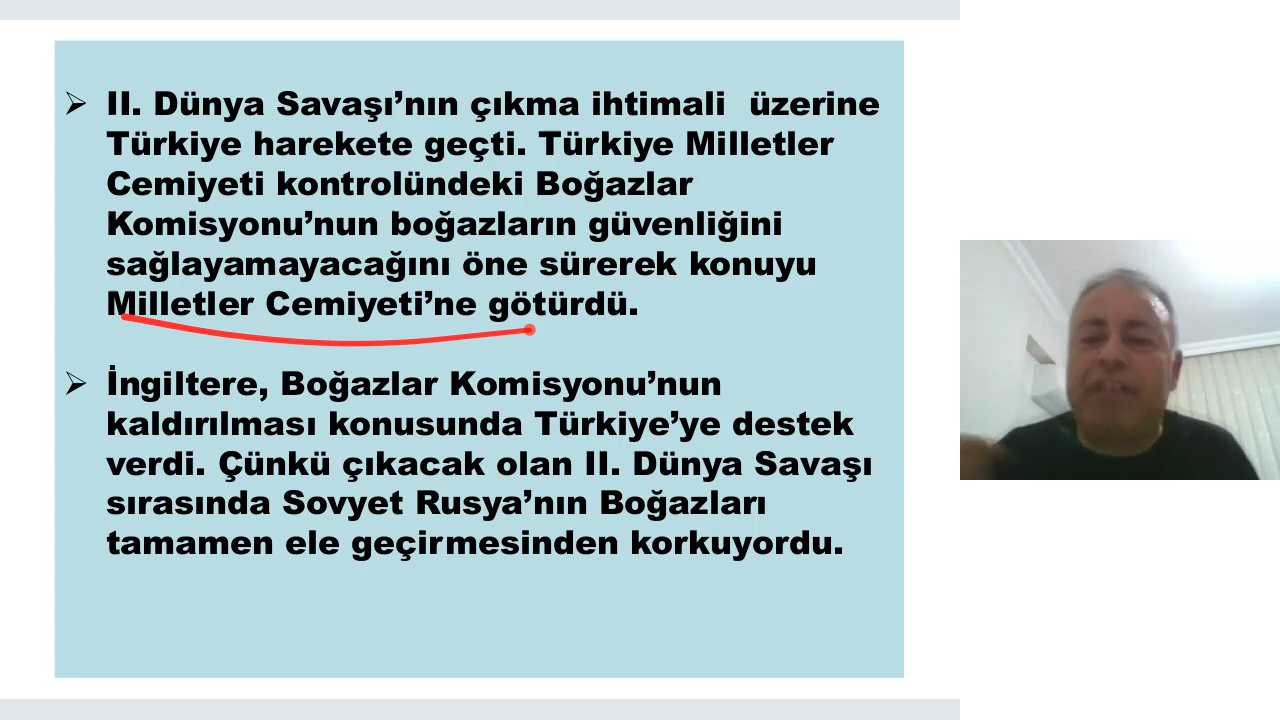 II. Dünya Savaşı’nın çıkma ihtimali  üzerine
Türkiye harekete geçti. Türkiye Milletler
Cemiyeti kontrolündeki Boğazlar
Komisyonu’nun boğazların güvenliğini
sağlayamayacağını öne sürerek konuyu
Milletler Cemiyeti’ne götürdü.
İngiltere, Boğazlar Komisyonu’nun
kaldırılması konusunda Türkiye’ye destek
verdi. Çünkü çıkacak olan II. Dünya Savaşı
sırasında Sovyet Rusya’nın Boğazları
tamamen ele geçirmesinden korkuyordu.